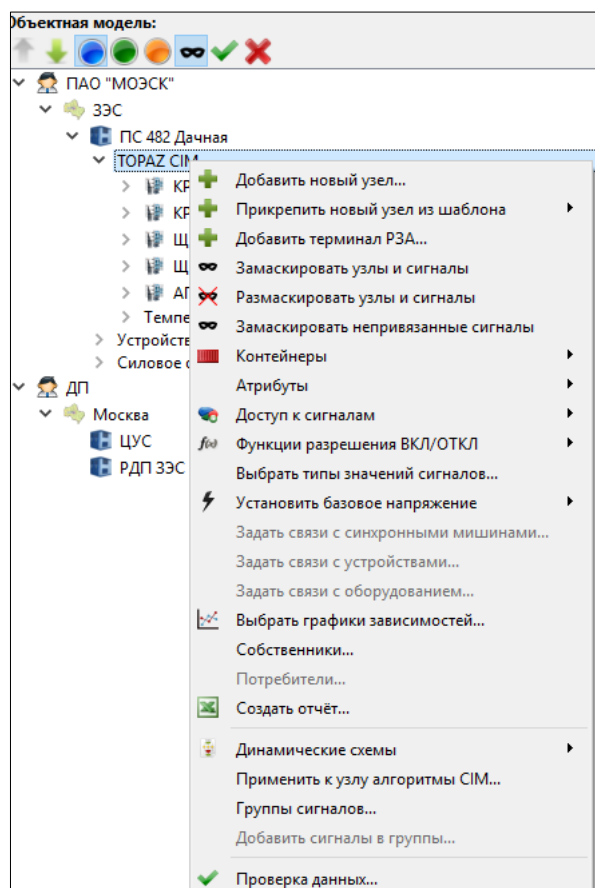 Объектная модель:
ПАО "МОЭСК"
ЗЭС
ПС 482 Дачная
TOPAZ CIM
Добавить новый узел...
Прикрепить новый узел из шаблона
Добавить терминал РЗА...
Замаскировать узлы и сигналы
Размаскировать узлы и сигналы
Темпе
Замаскировать непривязанные сигналы
Устройств
Контейнеры
Силовое
Атрибуты
ДП
Москва
Доступ к сигналам
ЦУС
f(x) Функции разрешения ВКЛ/ОТКЛ
РДП ЗЭС
Выбрать типы значений сигналов...
Установить базовое напряжение
Задать связи с синхронными мишинами...
Задать связи с устройствами...
Задать связи с оборудованием...
Выбрать графики зависимостей...
Собственники...
Потребители...
Создать отчёт...
Динамические схемы
Применить к узлу алгоритмы CIM...
Группы сигналов...
Добавить сигналы в группы...
Проверка данных...